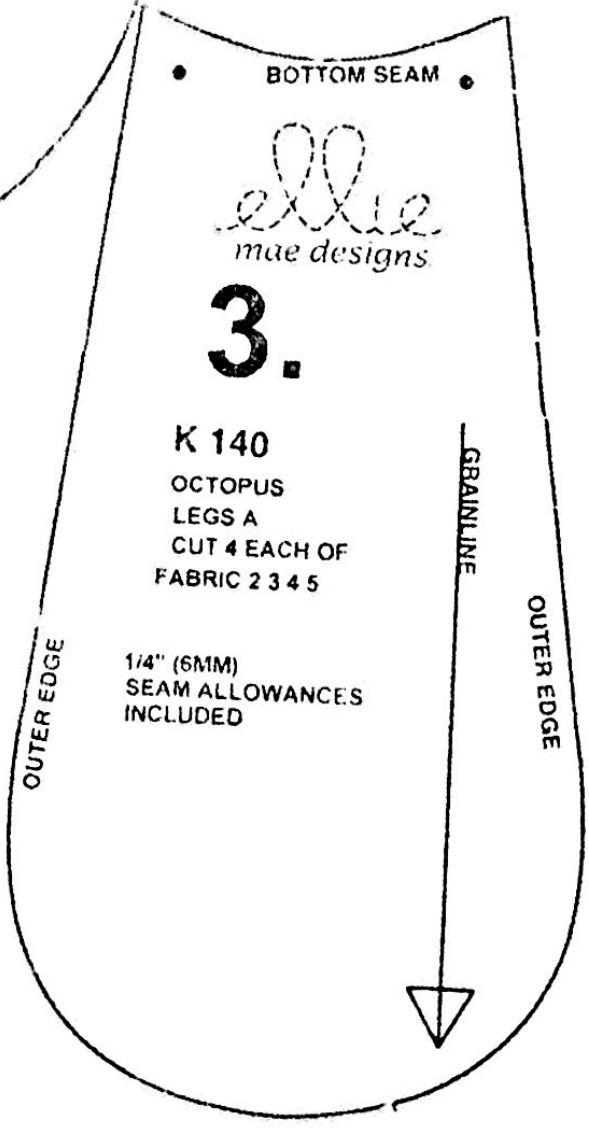 BOTTOM SEAM
ellie
mae designs
3.
K 140
OCTOPUS
LEGS A
CUT 4 EACH OF
FABRIC 2 3 4 5
GRAINLINE
OUTER EDGE
OUTER EDGE
1/4" (6MM)
SEAM ALLOWANCES
INCLUDED